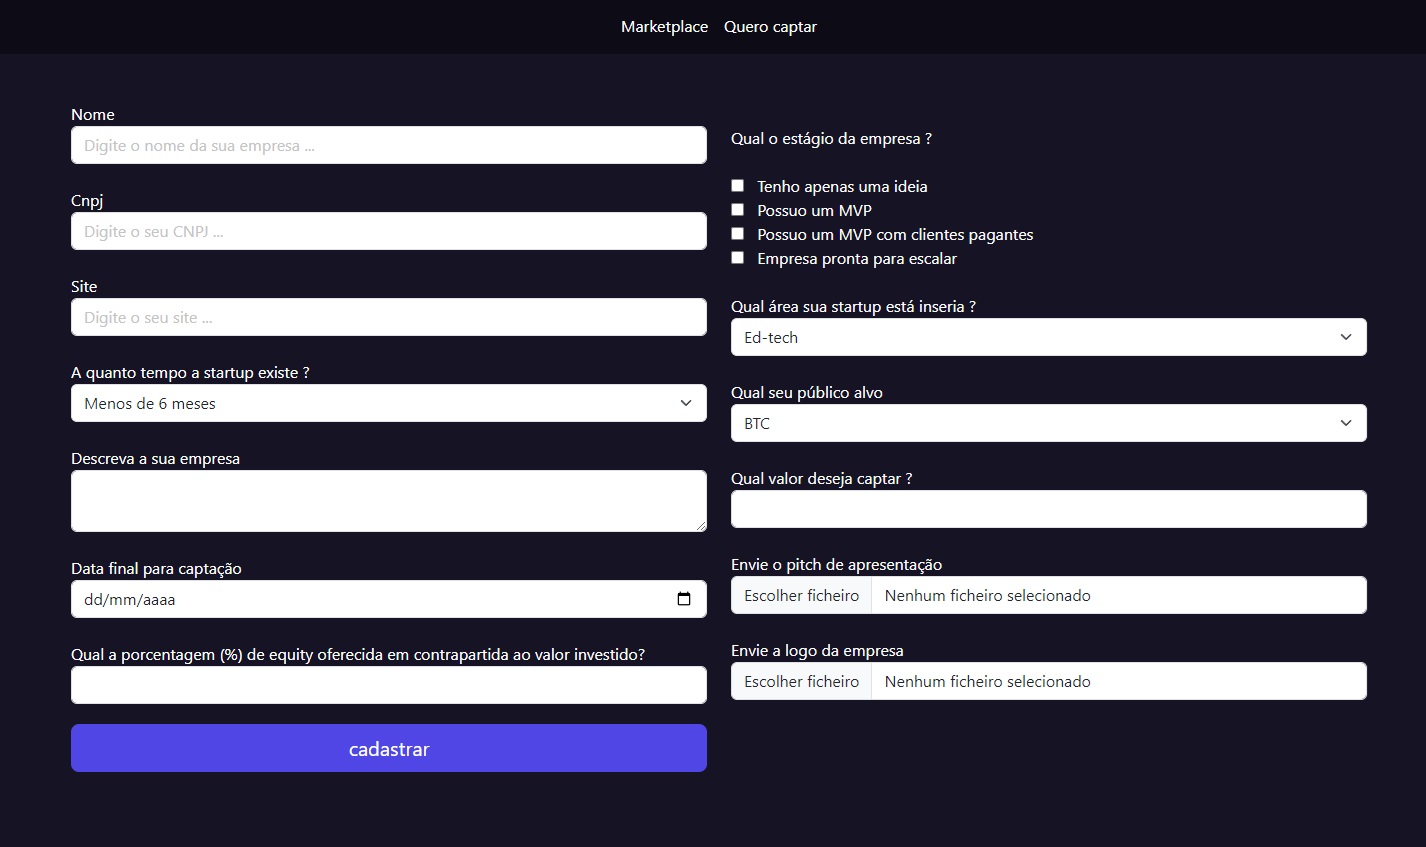 Marketplace Quero captar
Nome
Digite o nome da sua empresa ...
Cnpj
Digite o seu CNPJ ...
Site
Digite o seu site ...
A quanto tempo a startup existe ?
Menos de 6 meses
Descreva a sua empresa
Data final para captação
dd/mm/aaaa
Qual a porcentagem (%) de equity oferecida em contrapartida ao valor investido?
cadastrar
Qual o estágio da empresa ?
Tenho apenas uma ideia
Possuo um MVP
Possuo um MVP com clientes pagantes
Empresa pronta para escalar
Qual área sua startup está inseria ?
Ed-tech
Qual seu público alvo
BTC
Qual valor deseja captar ?
Envie o pitch de apresentação
Escolher ficheiro Nenhum ficheiro selecionado
Envie a logo da empresa
Escolher ficheiro Nenhum ficheiro selecionado